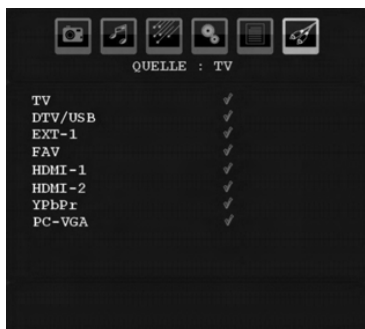 QUELLE : TV
TV
DTV/USB
EXT-1
FAV
HDMI-1
HDMI-2
YPbPr
PC-VGA